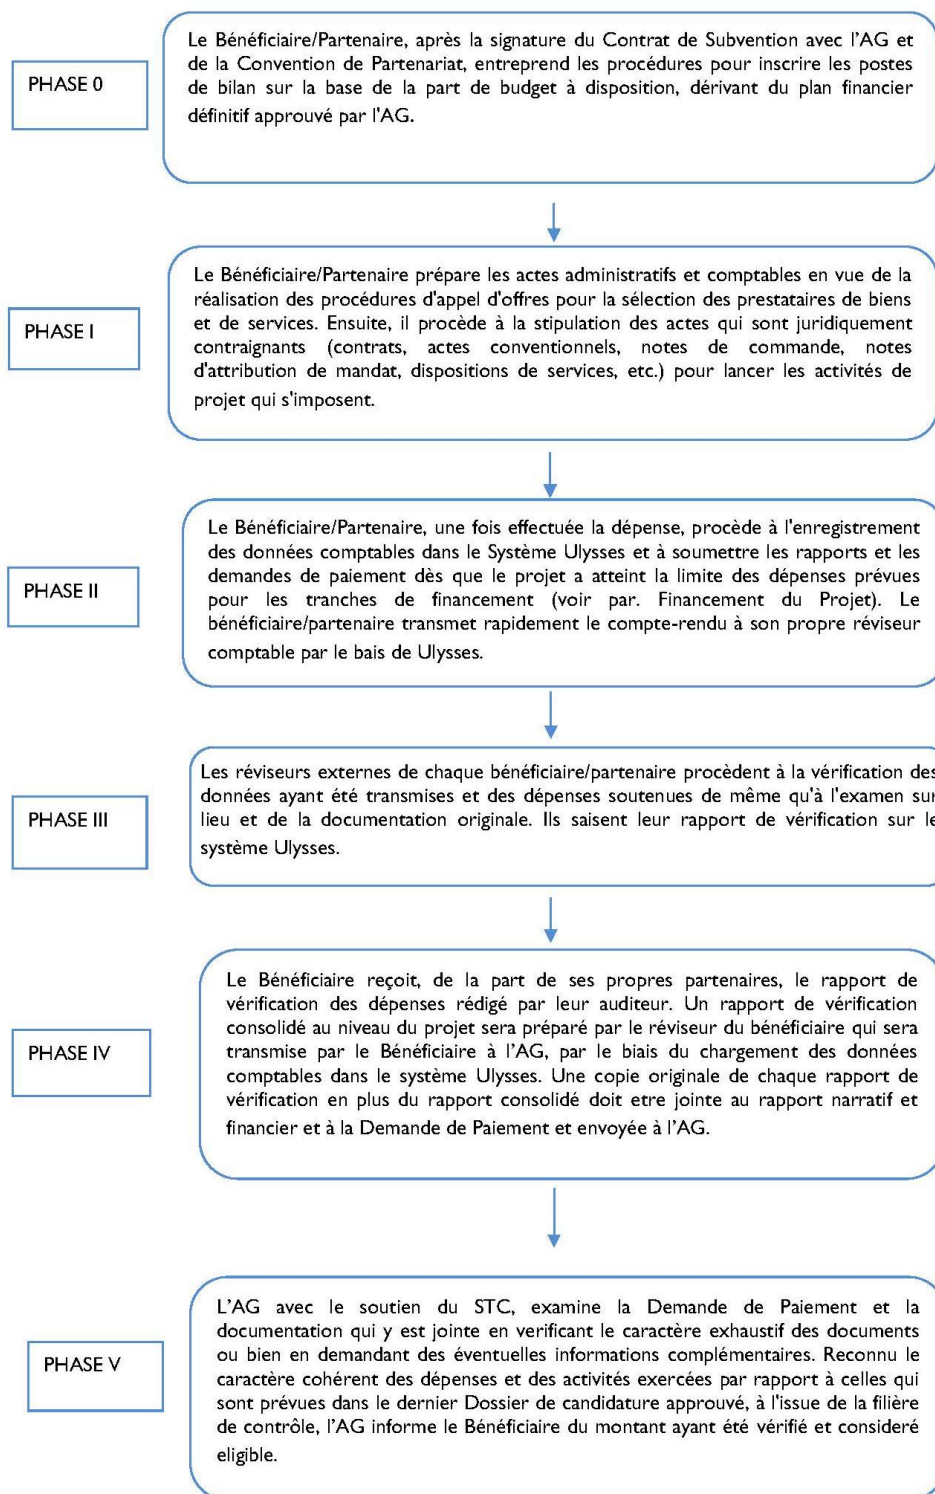 PHASE 0
Le Bénéficiaire/Partenaire, après la signature du Contrat de Subvention avec l'AG et
de la Convention de Partenariat, entreprend les procédures pour inscrire les postes
de bilan sur la base de la part de budget à disposition, dérivant du plan financier
définitif approuvé par l'AG.
PHASE I
Le Bénéficiaire/Partenaire prépare les actes administratifs et comptables en vue de la
réalisation des procédures d'appel d'offres pour la sélection des prestataires de biens
et de services. Ensuite, il procède à la stipulation des actes qui sont juridiquement
contraignants (contrats, actes conventionnels, notes de commande, notes
d'attribution de mandat, dispositions de services, etc.) pour lancer les activités de
projet qui s'imposent.
PHASE II
Le Bénéficiaire/Partenaire, une fois effectuée la dépense, procède à l'enregistrement
des données comptables dans le Système Ulysses et à soumettre les rapports et les
demandes de paiement dès que le projet a atteint la limite des dépenses prévues
pour les tranches de financement (voir par. Financement du Projet). Le
bénéficiaire/partenaire transmet rapidement le compte-rendu à son propre réviseur
comptable par le bais de Ulysses.
PHASE III
Les réviseurs externes de chaque bénéficiaire/partenaire procèdent à la vérification des
données ayant été transmises et des dépenses soutenues de même qu'à l'examen sur
lieu et de la documentation originale. Ils saisent leur rapport de vérification sur le
système Ulysses.
PHASE IV
Le Bénéficiaire reçoit, de la part de ses propres partenaires, le rapport de
vérification des dépenses rédigé par leur auditeur. Un rapport de vérification
consolidé au niveau du projet sera préparé par le réviseur du bénéficiaire qui sera
transmise par le Bénéficiaire à l'AG, par le biais du chargement des données
comptables dans le système Ulysses. Une copie originale de chaque rapport de
vérification en plus du rapport consolidé doit etre jointe au rapport narratif et
financier et à la Demande de Paiement et envoyée à l'AG.
PHASE V
L'AG avec le soutien du STC, examine la Demande de Paiement et la
documentation qui y est jointe en verificant le caractère exhaustif des documents
ou bien en demandant des éventuelles informations complémentaires. Reconnu le
caractère cohérent des dépenses et des activités exercées par rapport à celles qui
sont prévues dans le dernier Dossier de candidature approuvé, à l'issue de la filière
de contrôle, l'AG informe le Bénéficiaire du montant ayant été vérifié et consideré
eligible.